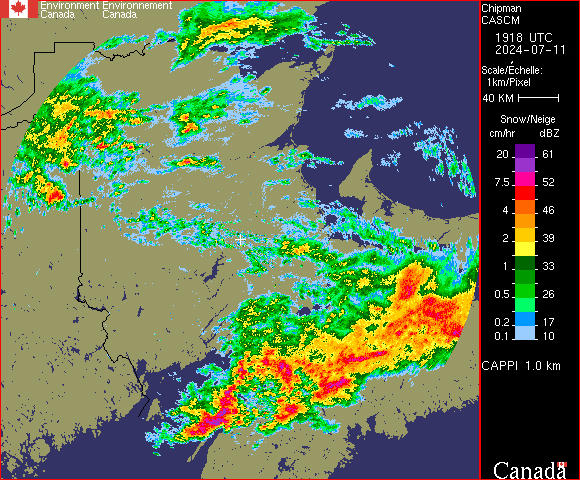 Environment Environnement
Canada Canada
Chipman
CASCM
1918 UTC
2024-07-11
Scale/Échelle:
1km/Pixel
40 KM
Snow/Neige
cm/hr dBZ
20 61
7.5 52
4 46
2 39
1 33
0.5 26
0.2 17
0.1 10
CAPPI 1.0 km
Canada